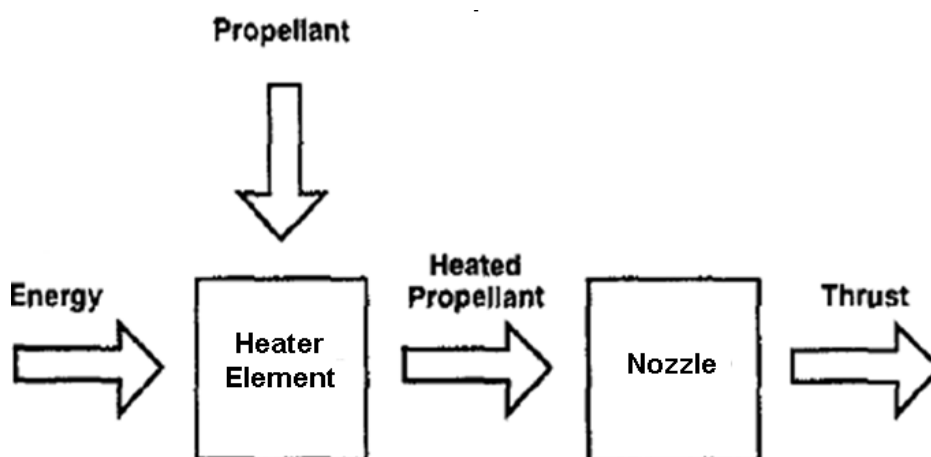 Propellant
Energy
Heater
Element
Heated
Propellant
Nozzle
Thrust